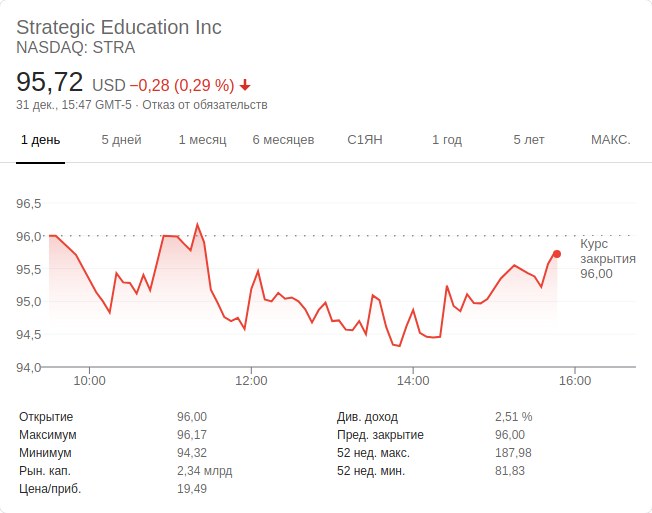 Strategic Education Inc
NASDAQ: STRA
95,72 USD −0,28 (0,29 %)
31 дек., 15:47 GMT-5 · Отказ от обязательств
1 день 5 дней 1 месяц 6 месяцев С1ЯН 1 год 5 лет МАКС.
96,5
96,0
Курс
закрытия
96,00
95,5
95,0
94,5
94,0
10:00 12:00 14:00 16:00
Открытие 96,00 Див. доход 2,51 %
Максимум 96,17 Пред. закрытие 96,00
Минимум 94,32 52 нед. макс. 187,98
Рын. кап. 2,34 млрд 52 нед. мин. 81,83
Цена/приб. 19,49